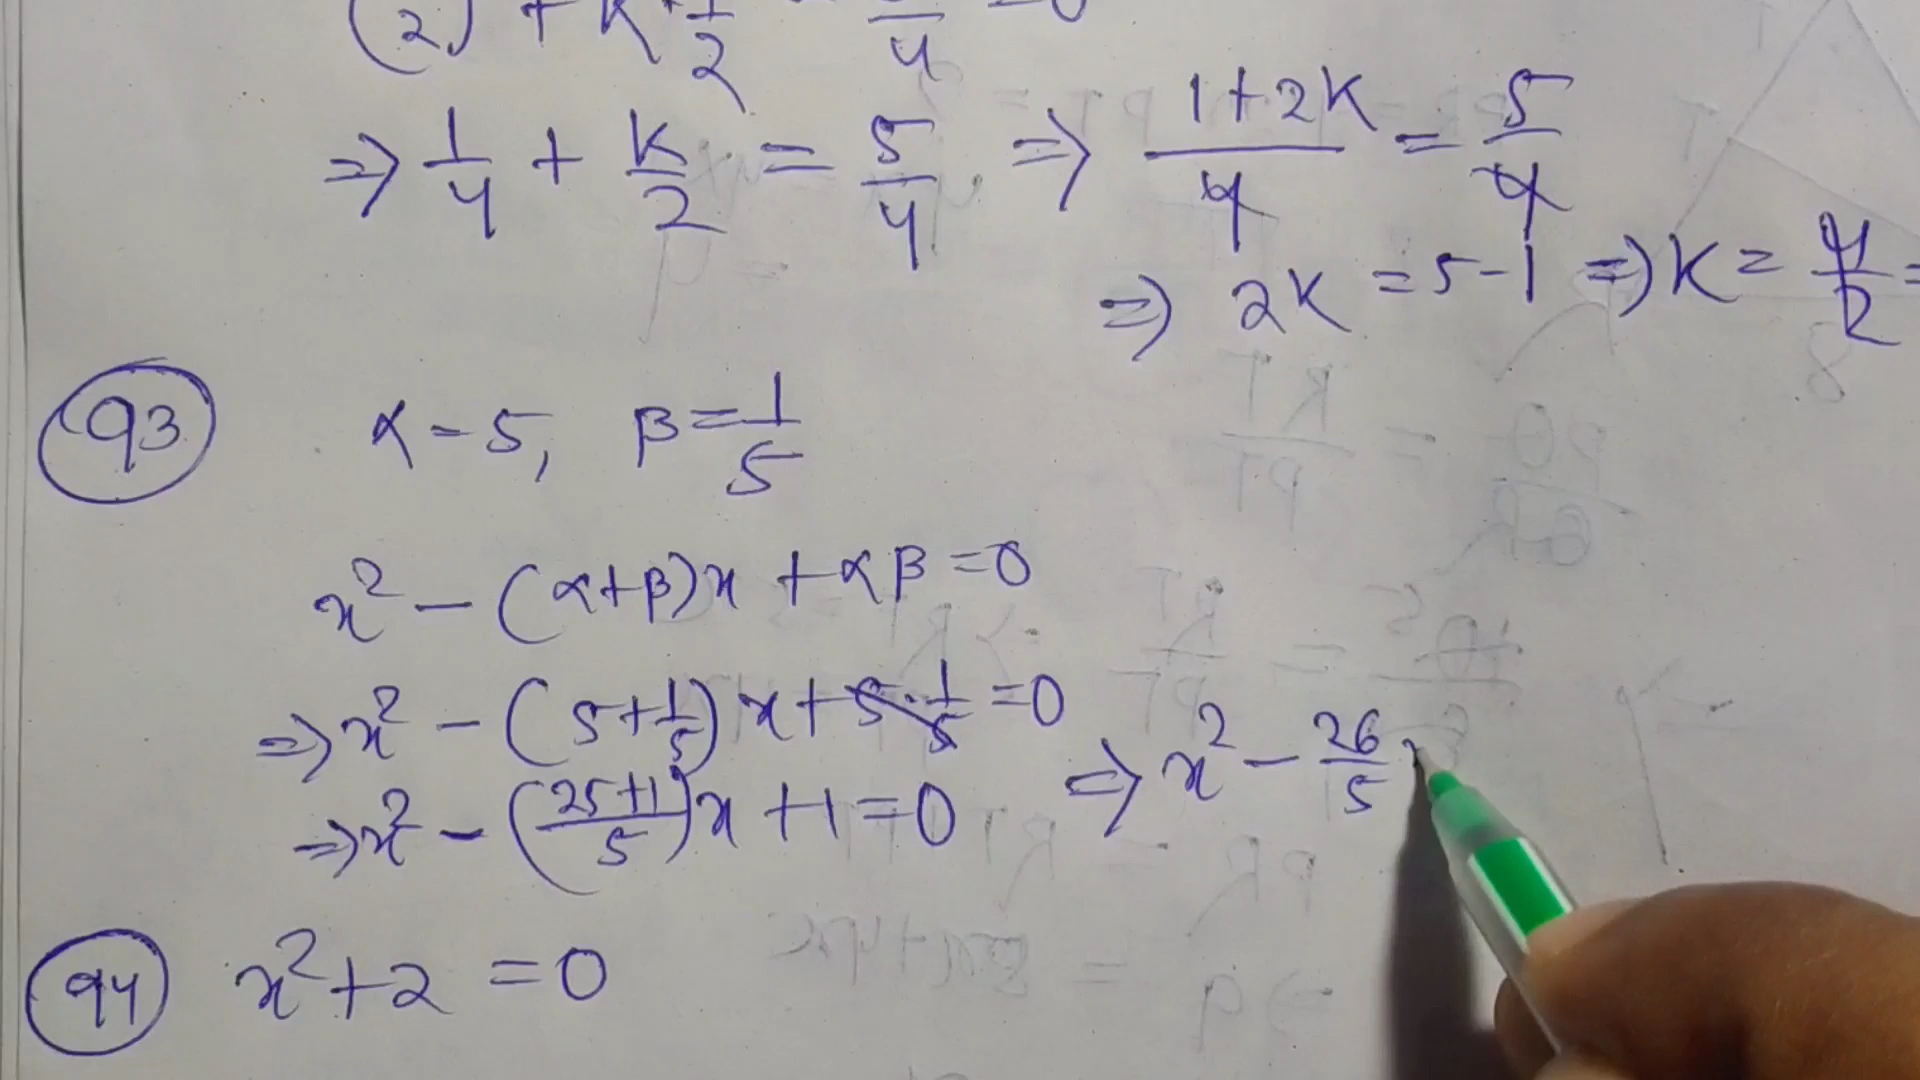 ⇒ 1/4 + K/2 = 5/4 ⇒ (1+2K)/4 = 5/4
⇒ 2K = 5-1 ⇒ K = 4/2 =
93 α = 5, β = 1/5
x² - (α+β)x + αβ = 0
⇒ x² - (5+1/5)x + 5·1/5 = 0
⇒ x² - ((25+1)/5)x + 1 = 0 ⇒ x² - 26/5
94 x² + 2 = 0